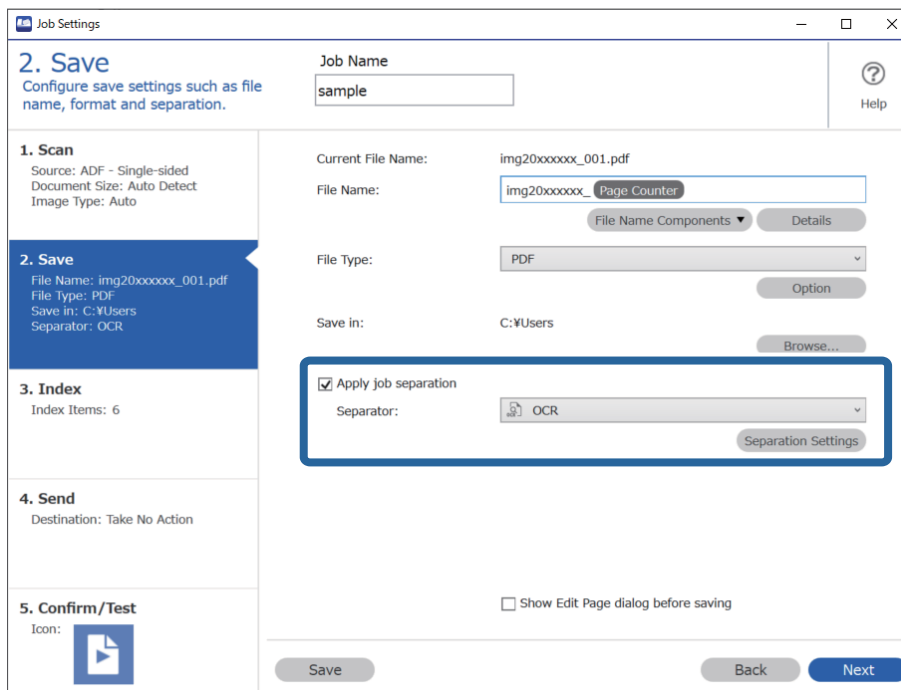 Job Settings
2. Save
Configure save settings such as file
name, format and separation.
Job Name
sample
Help
1. Scan
Source: ADF - Single-sided
Document Size: Auto Detect
Image Type: Auto
2. Save
File Name: img20xxxxxx_001.pdf
File Type: PDF
Save in: C:¥Users
Separator: OCR
3. Index
Index Items: 6
4. Send
Destination: Take No Action
5. Confirm/Test
Icon:
Current File Name: img20xxxxxx_001.pdf
File Name: img20xxxxxx_ Page Counter
File Name Components Details
File Type: PDF
Option
Save in: C:¥Users
Browse...
Apply job separation
Separator: OCR
Separation Settings
Show Edit Page dialog before saving
Save Back Next